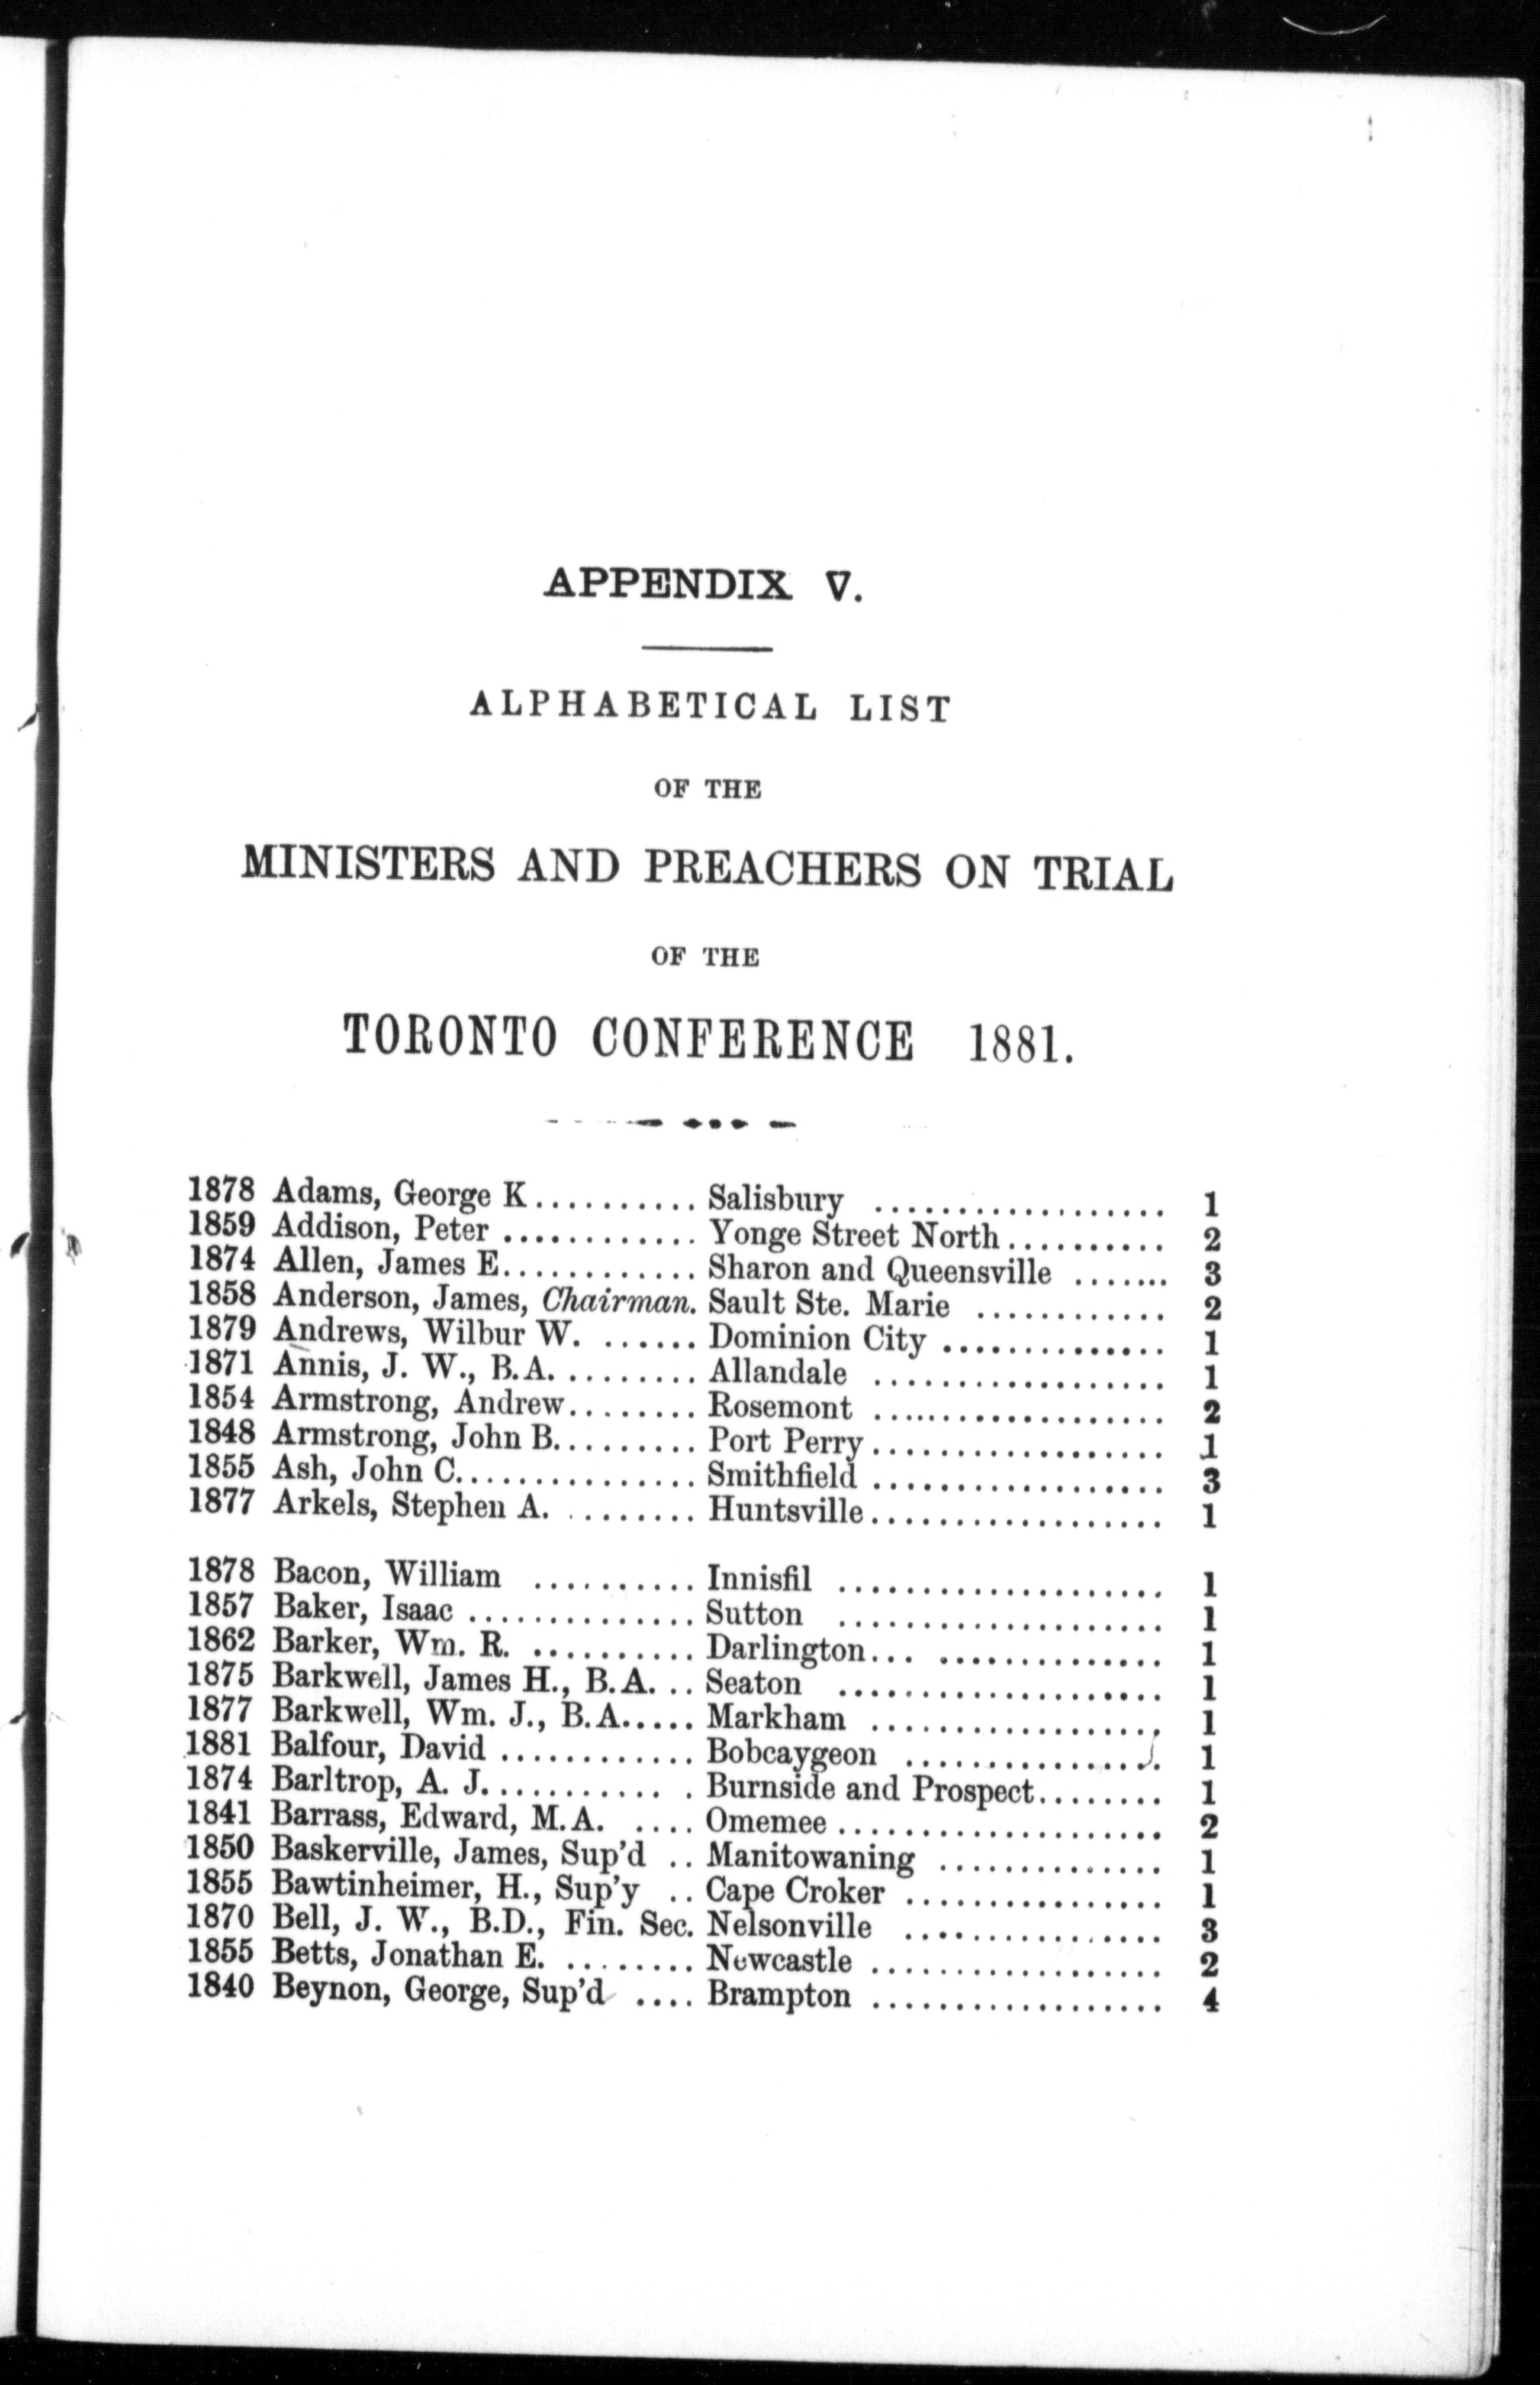 APPENDIX V.
ALPHABETICAL LIST
OF THE
MINISTERS AND PREACHERS ON TRIAL
OF THE
TORONTO CONFERENCE 1881.
1878 Adams, George K.......... Salisbury .................. 1
1859 Addison, Peter ............ Yonge Street North.......... 2
1874 Allen, James E............ Sharon and Queensville ....... 3
1858 Anderson, James, Chairman. Sault Ste. Marie ............ 2
1879 Andrews, Wilbur W. ...... Dominion City .............. 1
1871 Annis, J. W., B.A. ........ Allandale .................. 1
1854 Armstrong, Andrew........ Rosemont .................. 2
1848 Armstrong, John B......... Port Perry.................. 1
1855 Ash, John C............... Smithfield .................. 3
1877 Arkels, Stephen A. ........ Huntsville.................. 1
1878 Bacon, William .......... Innisfil .................... 1
1857 Baker, Isaac .............. Sutton .................... 1
1862 Barker, Wm. R. .......... Darlington... .............. 1
1875 Barkwell, James H., B.A. .. Seaton .................... 1
1877 Barkwell, Wm. J., B.A..... Markham .................. 1
1881 Balfour, David ............ Bobcaygeon ................ 1
1874 Barltrop, A. J............ . Burnside and Prospect........ 1
1841 Barrass, Edward, M.A. .... Omemee .................... 2
1850 Baskerville, James, Sup'd .. Manitowaning .............. 1
1855 Bawtinheimer, H., Sup'y .. Cape Croker ................ 1
1870 Bell, J. W., B.D., Fin. Sec. Nelsonville ................ 3
1855 Betts, Jonathan E. ........ Newcastle .................. 2
1840 Beynon, George, Sup'd .... Brampton .................. 4